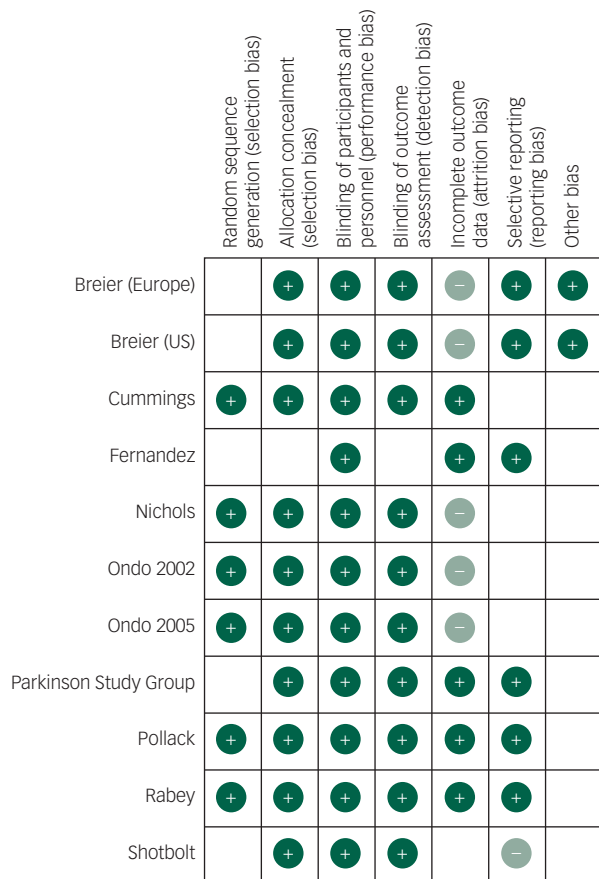 Random sequence
generation (selection bias)
Allocation concealment
(selection bias)
Blinding of participants and
personnel (performance bias)
Blinding of outcome
assessment (detection bias)
Incomplete outcome
data (attrition bias)
Selective reporting
(reporting bias)
Other bias
Breier (Europe) + + + − + +
Breier (US) + + + − + +
Cummings + + + + +
Fernandez + + +
Nichols + + + + −
Ondo 2002 + + + + −
Ondo 2005 + + + + −
Parkinson Study Group + + + + +
Pollack + + + + + +
Rabey + + + + + +
Shotbolt + + + −